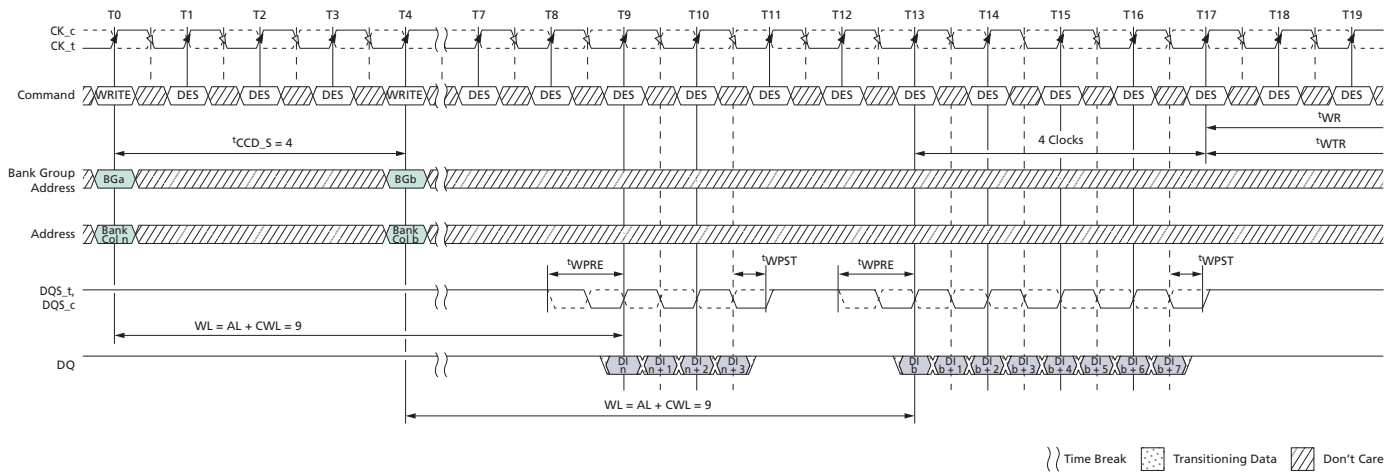 T0 T1 T2 T3 T4 T7 T8 T9 T10 T11 T12 T13 T14 T15 T16 T17 T18 T19
CK_c
CK_t
Command WRITE DES DES DES WRITE DES DES DES DES DES DES DES DES DES DES DES DES DES
tWR
tCCD_S = 4 4 Clocks tWTR
Bank Group
Address BGa BGb
Address Bank
Col n Bank
Col b
tWPRE tWPST tWPRE tWPST
DQS_t,
DQS_c
WL = AL + CWL = 9
DQ DI
n DI
n + 1 DI
n + 2 DI
n + 3 DI
b DI
b + 1 DI
b + 2 DI
b + 3 DI
b + 4 DI
b + 5 DI
b + 6 DI
b + 7
WL = AL + CWL = 9
Time Break Transitioning Data Don't Care